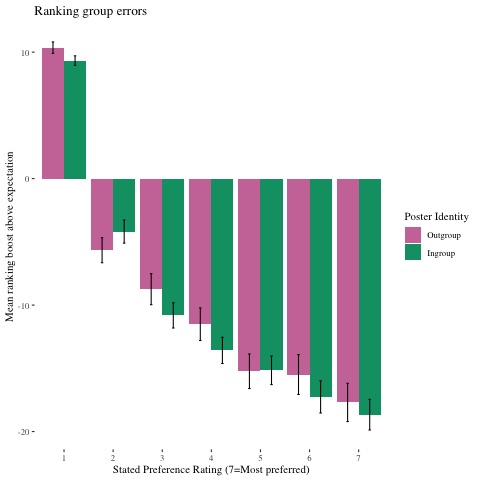 Ranking group errors
Mean ranking boost above expectation
10
0
-10
-20
1 2 3 4 5 6 7
Stated Preference Rating (7=Most preferred)
Poster Identity
Outgroup
Ingroup